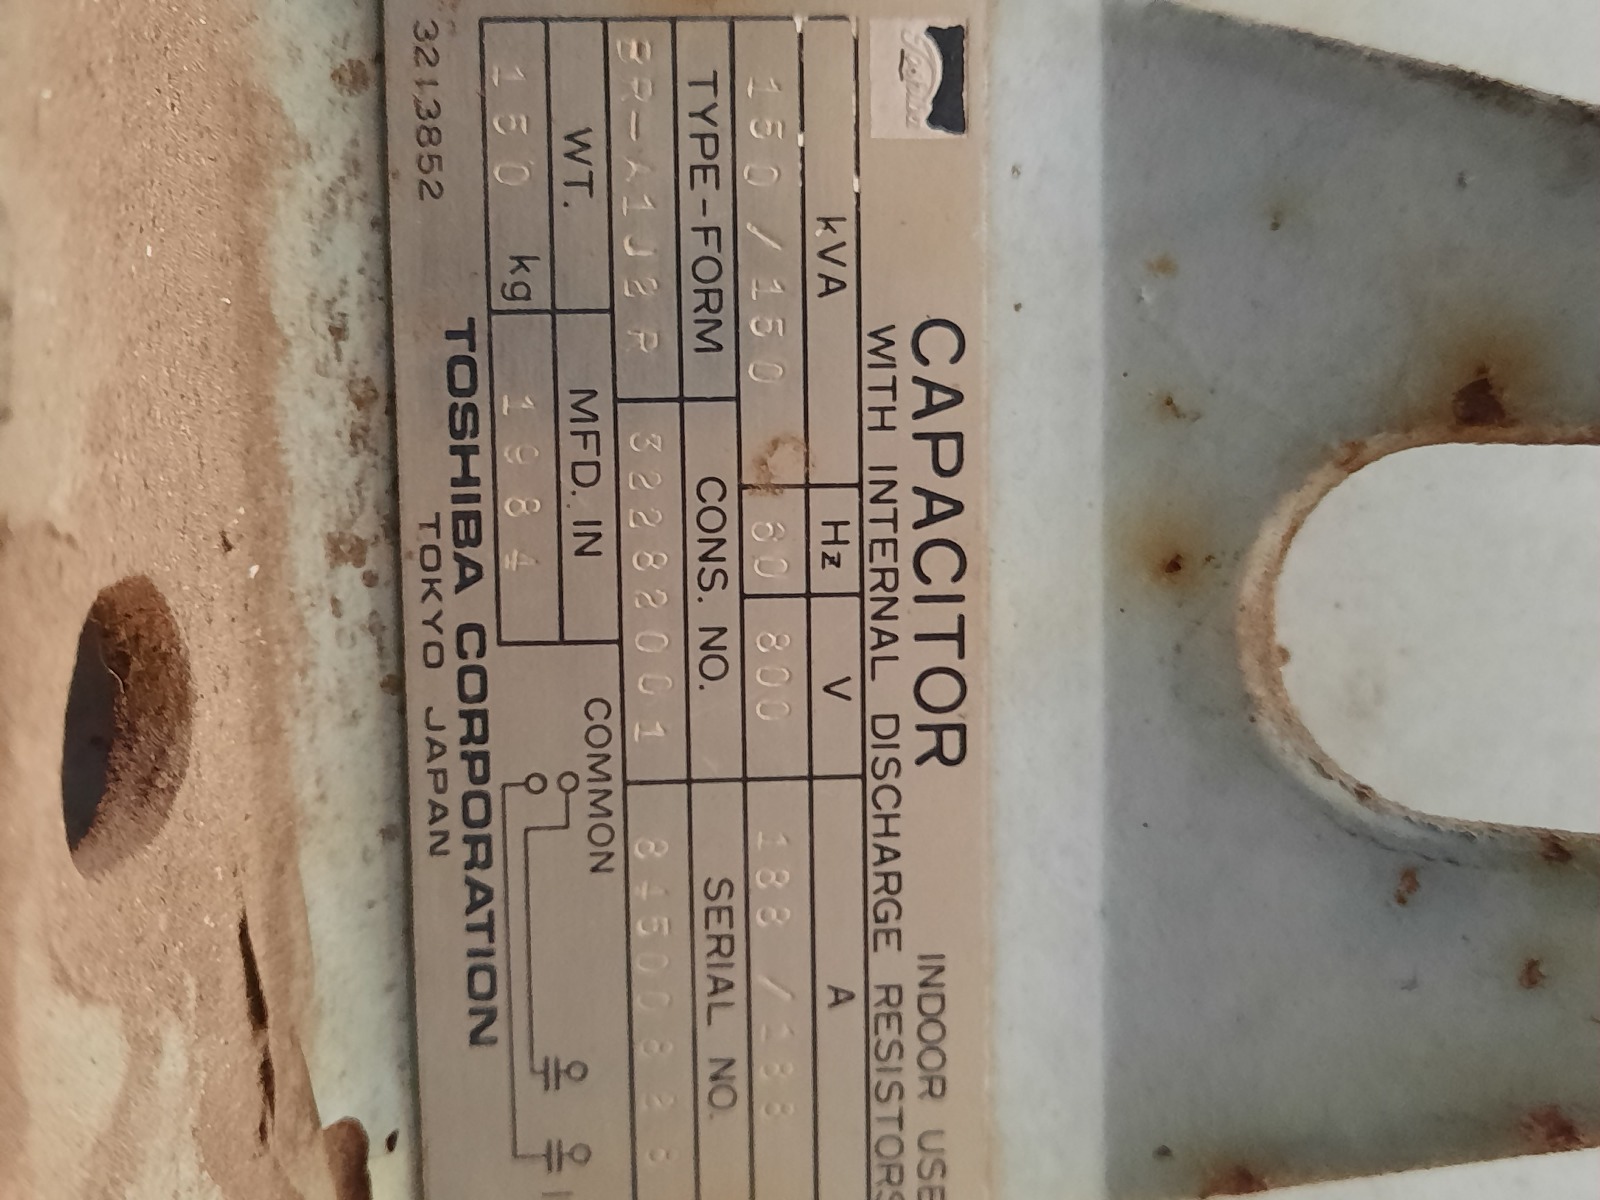 CAPACITOR INDOOR USE
WITH INTERNAL DISCHARGE RESISTORS
kVA Hz V A
150/150 60 800 188/188
TYPE-FORM CONS. NO. SERIAL NO.
BR-A1J2R 32282001
WT. MFD. IN COMMON
150 kg 1984
TOSHIBA CORPORATION
32113852 TOKYO JAPAN